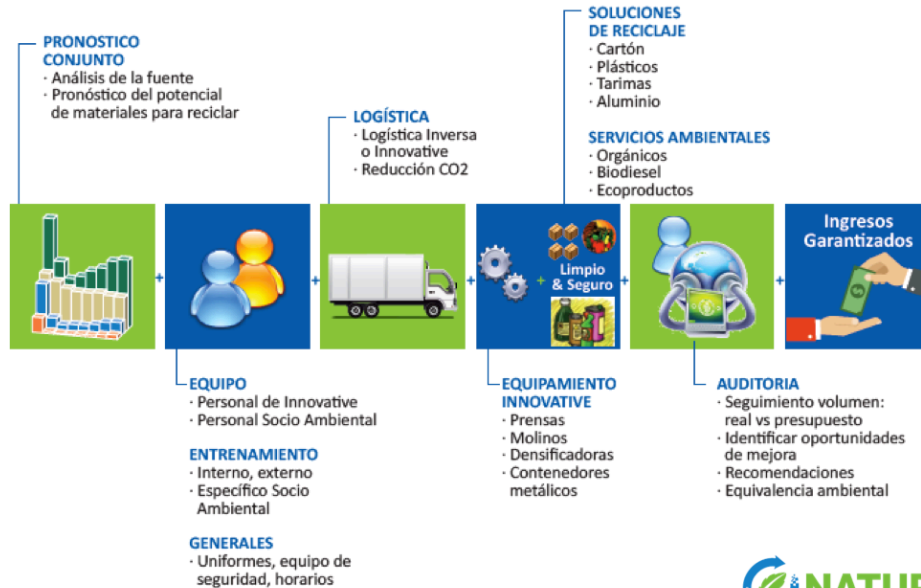 PRONOSTICO
CONJUNTO
· Análisis de la fuente
· Pronóstico del potencial
de materiales para reciclar
LOGÍSTICA
· Logística Inversa
o Innovative
· Reducción CO2
SOLUCIONES
DE RECICLAJE
· Cartón
· Plásticos
· Tarimas
· Aluminio
SERVICIOS AMBIENTALES
· Orgánicos
· Biodiesel
· Ecoproductos
+
+
+
+
Limpio
& Seguro
+
+
Ingresos
Garantizados
$
EQUIPO
· Personal de Innovative
· Personal Socio Ambiental
ENTRENAMIENTO
· Interno, externo
· Específico Socio
Ambiental
GENERALES
· Uniformes, equipo de
seguridad, horarios
EQUIPAMIENTO
INNOVATIVE
· Prensas
· Molinos
· Densificadoras
· Contenedores
metálicos
AUDITORIA
· Seguimiento volumen:
real vs presupuesto
· Identificar oportunidades
de mejora
· Recomendaciones
· Equivalencia ambiental